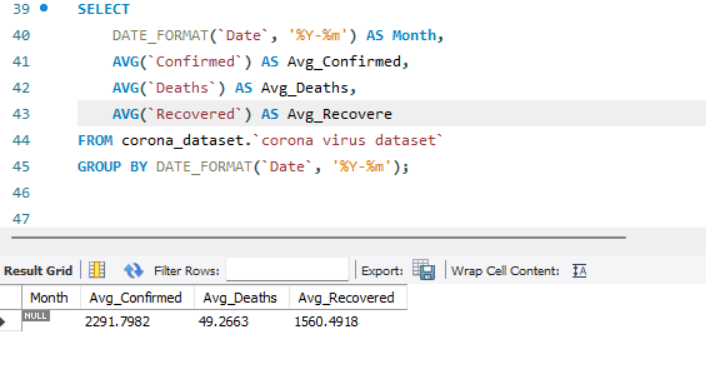 39 SELECT
40 DATE_FORMAT(`Date`, '%Y-%m') AS Month,
41 AVG(`Confirmed`) AS Avg_Confirmed,
42 AVG(`Deaths`) AS Avg_Deaths,
43 AVG(`Recovered`) AS Avg_Recovere
44 FROM corona_dataset.`corona virus dataset`
45 GROUP BY DATE_FORMAT(`Date`, '%Y-%m');
46
47
Result Grid Filter Rows: Export: Wrap Cell Content: IA
Month Avg_Confirmed Avg_Deaths Avg_Recovered
NULL 2291.7982 49.2663 1560.4918